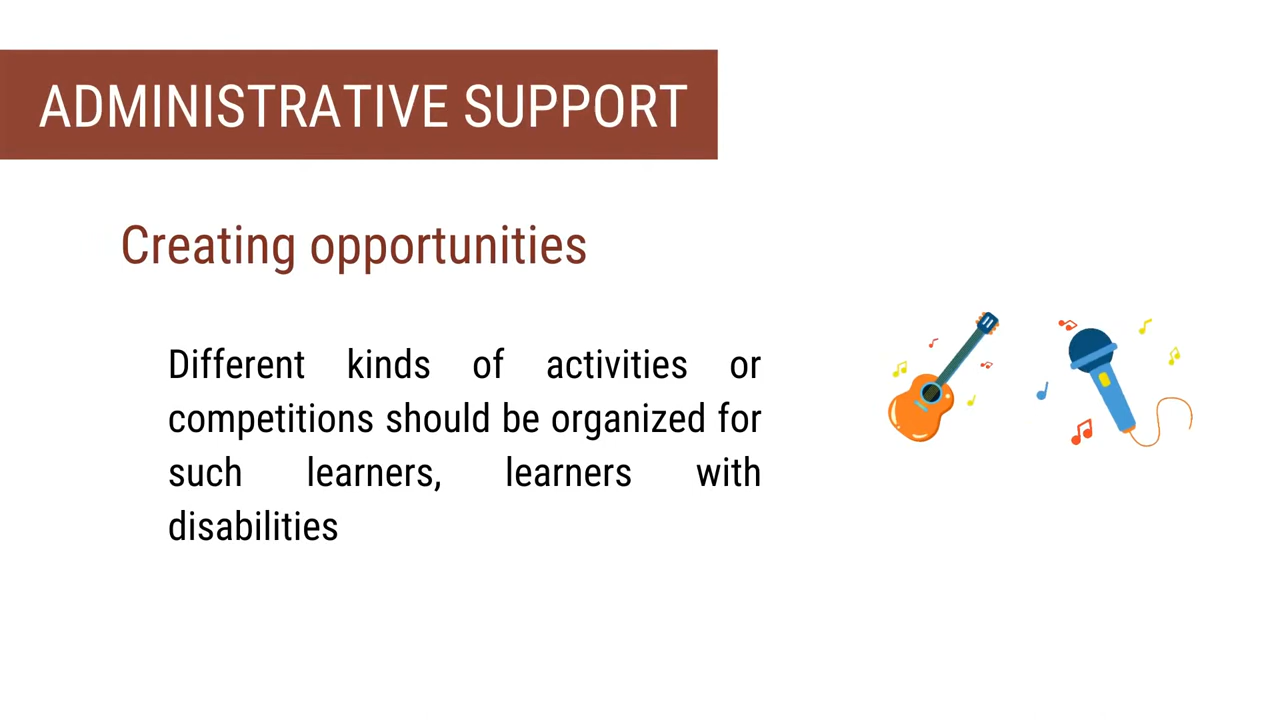 ADMINISTRATIVE SUPPORT
Creating opportunities
Different kinds of activities or
competitions should be organized for
such learners, learners with
disabilities